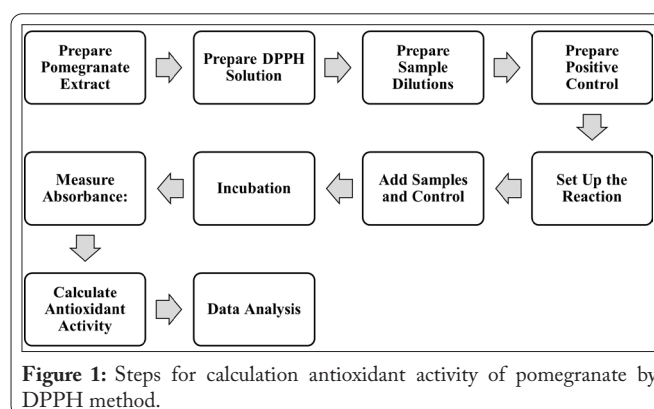 Prepare
Pomegranate
Extract
Prepare DPPH
Solution
Prepare
Sample
Dilutions
Prepare
Positive
Control
Set Up the
Reaction
Add Samples
and Control
Incubation
Measure
Absorbance:
Calculate
Antioxidant
Activity
Data Analysis
Figure 1: Steps for calculation antioxidant activity of pomegranate by
DPPH method.